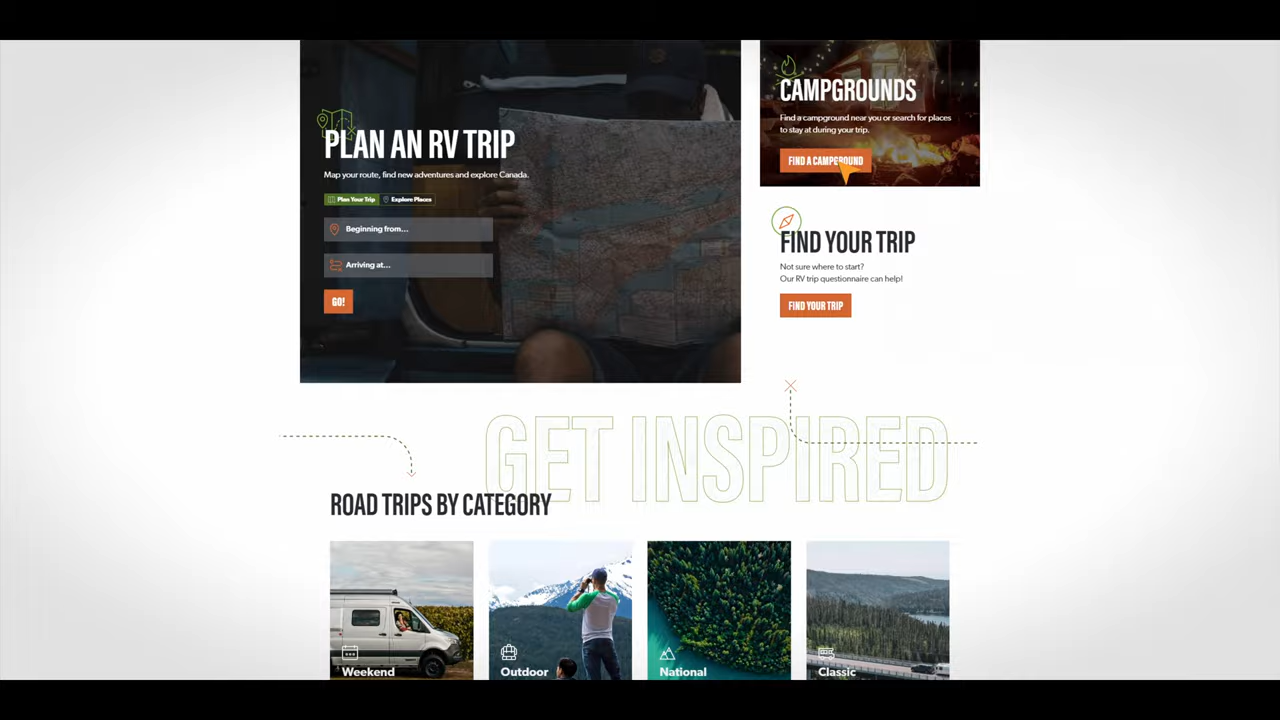 PLAN AN RV TRIP
Map your route, find new adventures and explore Canada.
Plan Your Trip
Explore Places
Beginning from...
Arriving at...
GO!
CAMPGROUNDS
Find a campground near you or search for places
to stay at during your trip.
FIND A CAMPGROUND
FIND YOUR TRIP
Not sure where to start?
Our RV trip questionnaire can help!
FIND YOUR TRIP
GET INSPIRED
ROAD TRIPS BY CATEGORY
Weekend
Outdoor
National
Classic